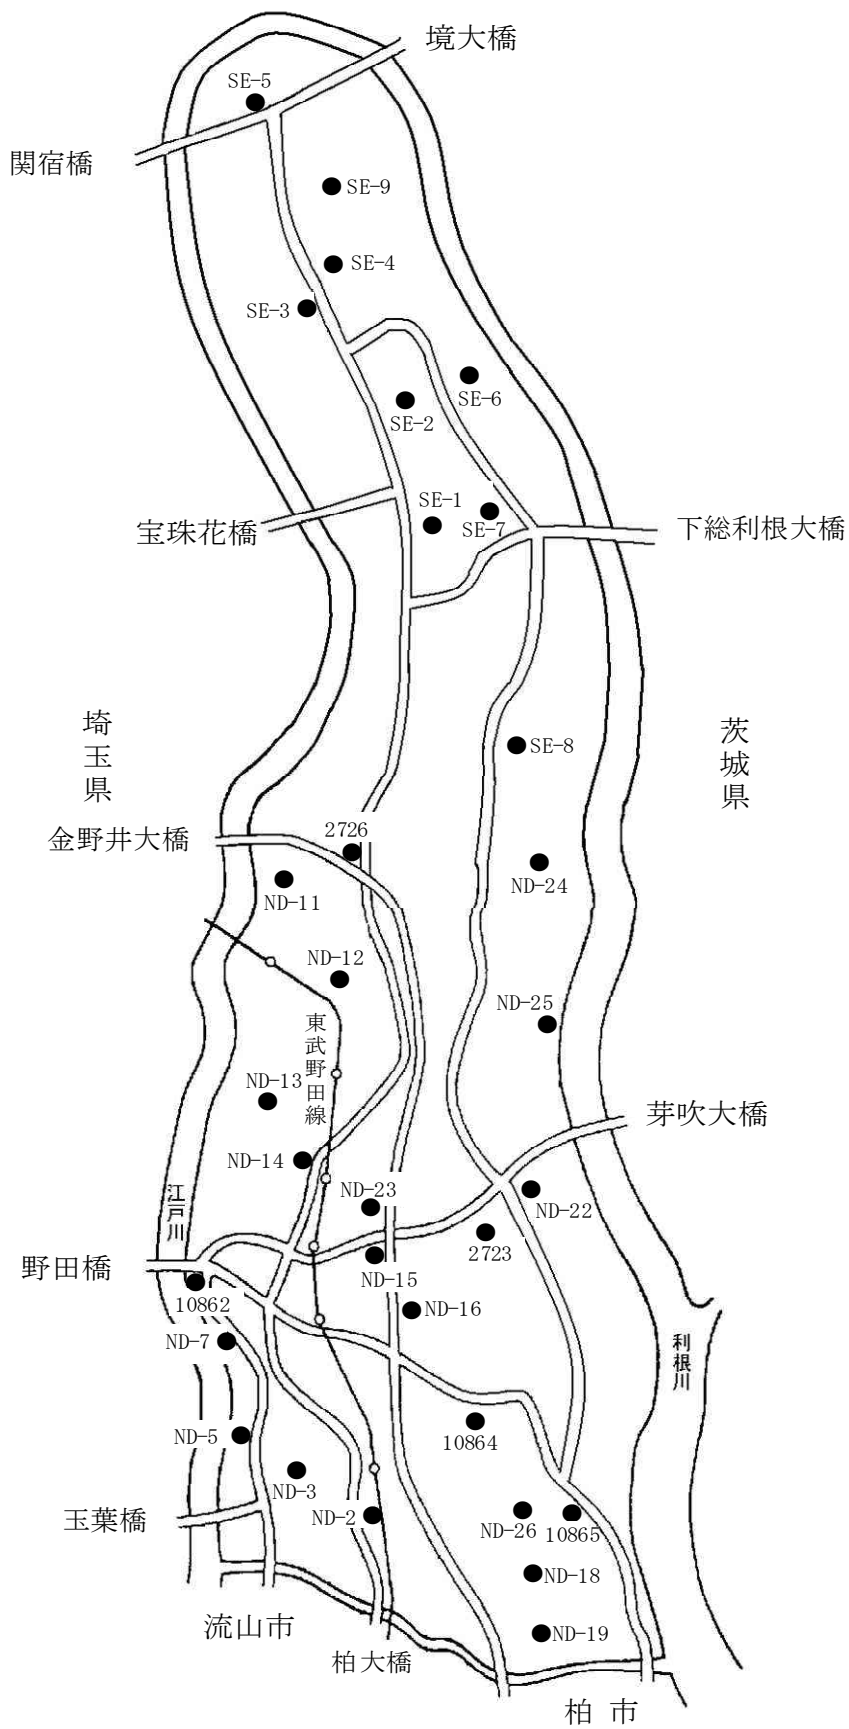 境大橋
SE-5
関宿橋
SE-9
SE-4
SE-3
SE-6
SE-2
SE-1
SE-7
宝珠花橋
下総利根大橋
埼玉県
茨城県
SE-8
2726
金野井大橋
ND-24
ND-11
ND-12
ND-25
東武野田線
ND-13
芽吹大橋
ND-14
江戸川
ND-23
ND-22
2723
野田橋
ND-15
10862
ND-16
ND-7
利根川
ND-5
10864
ND-3
ND-2
玉葉橋
ND-26
10865
ND-18
流山市
ND-19
柏大橋
柏市